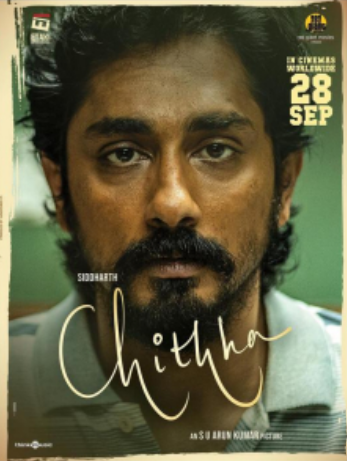 IN CINEMAS
WORLDWIDE
28
SEP
SIDDHARTH
Chithha
AN S U ARUN KUMAR PICTURE